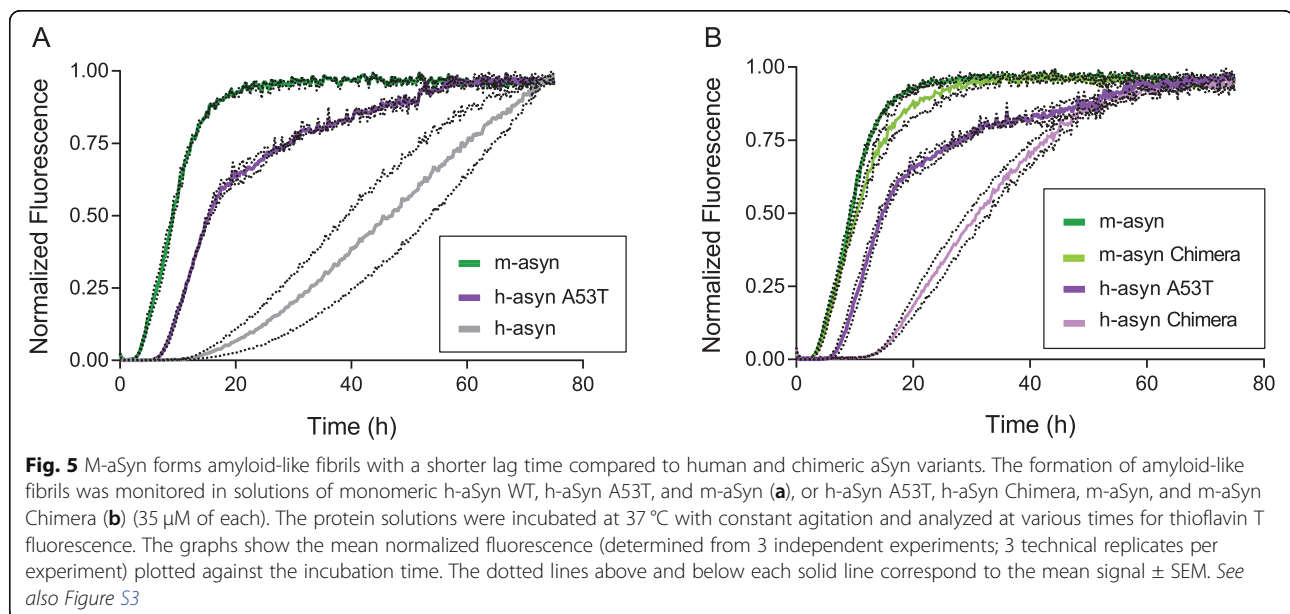 A
Normalized Fluorescence
1.00
0.75
0.50
0.25
0.00
0 20 40 60 80
Time (h)
m-asyn
h-asyn A53T
h-asyn
B
Normalized Fluorescence
1.00
0.75
0.50
0.25
0.00
0 20 40 60 80
Time (h)
m-asyn
m-asyn Chimera
h-asyn A53T
h-asyn Chimera
Fig. 5 M-aSyn forms amyloid-like fibrils with a shorter lag time compared to human and chimeric aSyn variants. The formation of amyloid-like
fibrils was monitored in solutions of monomeric h-aSyn WT, h-aSyn A53T, and m-aSyn (a), or h-aSyn A53T, h-aSyn Chimera, m-aSyn, and m-aSyn
Chimera (b) (35 μM of each). The protein solutions were incubated at 37 °C with constant agitation and analyzed at various times for thioflavin T
fluorescence. The graphs show the mean normalized fluorescence (determined from 3 independent experiments; 3 technical replicates per
experiment) plotted against the incubation time. The dotted lines above and below each solid line correspond to the mean signal ± SEM. See
also Figure S3